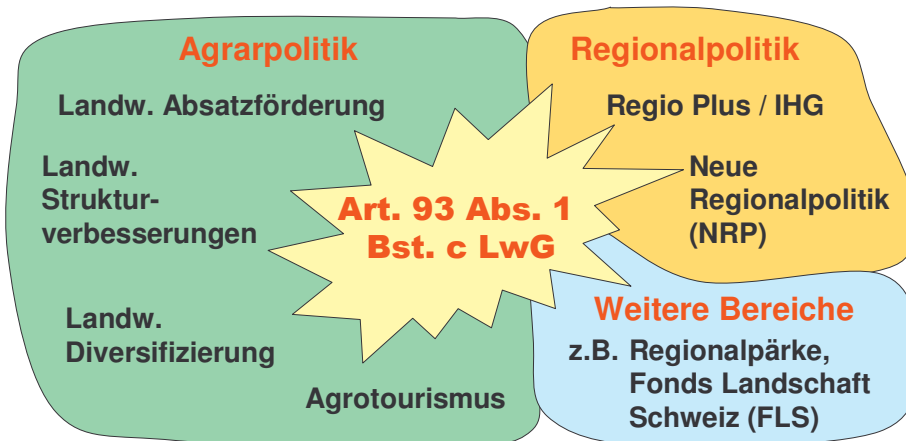 Agrarpolitik
Landw. Absatzförderung
Landw.
Struktur-
verbesserungen
Landw.
Diversifizierung
Agrotourismus
Art. 93 Abs. 1
Bst. c LwG
Regionalpolitik
Regio Plus / IHG
Neue
Regionalpolitik
(NRP)
Weitere Bereiche
z.B. Regionalpärke,
Fonds Landschaft
Schweiz (FLS)